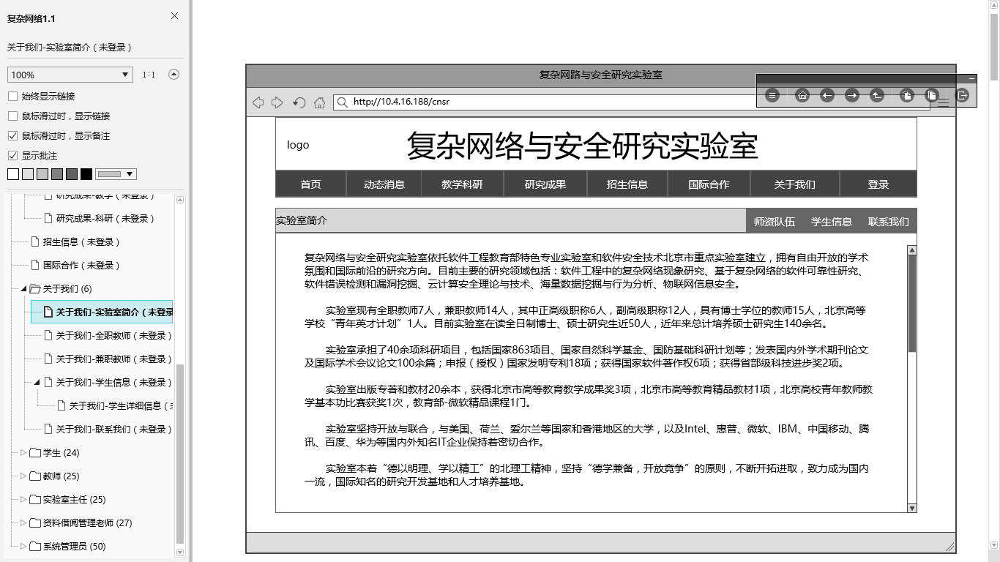 复杂网络1.1
关于我们-实验室简介（未登录）
100%
1:1
始终显示链接
鼠标滑过时，显示链接
鼠标滑过时，显示备注
显示批注
研究成果-教学（未登录）
研究成果-科研（未登录）
招生信息（未登录）
国际合作（未登录）
关于我们 (6)
关于我们-实验室简介（未登录
关于我们-全职教师（未登录）
关于我们-兼职教师（未登录）
关于我们-学生信息（未登录）
关于我们-学生详细信息（
关于我们-联系我们（未登录）
学生 (24)
教师 (25)
实验室主任 (25)
资料借阅管理老师 (27)
系统管理员 (50)
复杂网路与安全研究实验室
http://10.4.16.188/cnsr
logo
复杂网络与安全研究实验室
首页 动态消息 教学科研 研究成果 招生信息 国际合作 关于我们 登录
实验室简介 师资队伍 学生信息 联系我们
复杂网络与安全研究实验室依托软件工程教育部特色专业实验室和软件安全技术北京市重点实验室建立，拥有自由开放的学术
氛围和国际前沿的研究方向。目前主要的研究领域包括：软件工程中的复杂网络现象研究、基于复杂网络的软件可靠性研究、
软件错误检测和漏洞挖掘、云计算安全理论与技术、海量数据挖掘与行为分析、物联网信息安全。
实验室现有全职教师7人，兼职教师14人，其中正高级职称6人，副高级职称12人，具有博士学位的教师15人，北京高等
学校“青年英才计划”1人。目前实验室在读全日制博士、硕士研究生近50人，近年来总计培养硕士研究生140余名。
实验室承担了40余项科研项目，包括国家863项目、国家自然科学基金、国防基础科研计划等；发表国内外学术期刊论文
及国际学术会议论文100余篇；申报（授权）国家发明专利18项；获得国家软件著作权6项；获得省部级科技进步奖2项。
实验室出版专著和教材20余本，获得北京市高等教育教学成果奖3项，北京市高等教育精品教材1项，北京高校青年教师教
学基本功比赛获奖1次，教育部-微软精品课程1门。
实验室坚持开放与联合，与美国、荷兰、爱尔兰等国家和香港地区的大学，以及Intel、惠普、微软、IBM、中国移动、腾
讯、百度、华为等国内外知名IT企业保持着密切合作。
实验室本着“德以明理、学以精工”的北理工精神，坚持“德学兼备，开放竞争”的原则，不断开拓进取，致力成为国内
一流，国际知名的研究开发基地和人才培养基地。